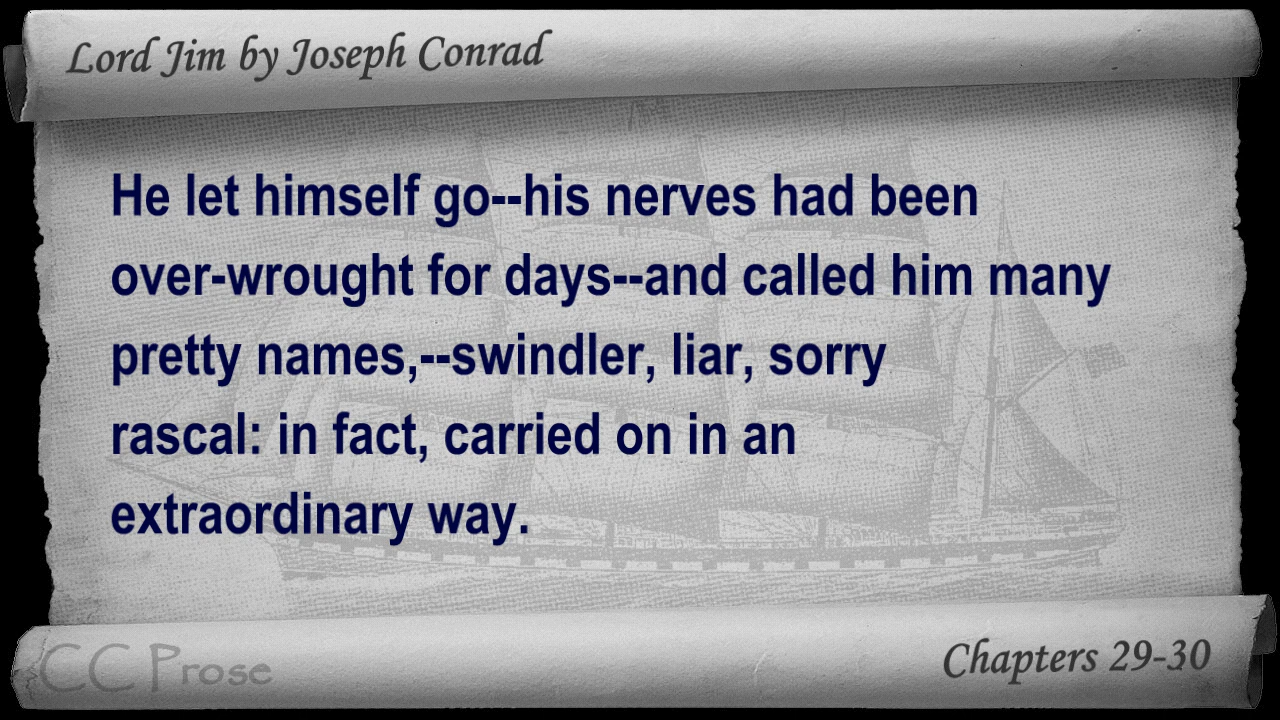 Lord Jim by Joseph Conrad
He let himself go--his nerves had been
over-wrought for days--and called him many
pretty names,--swindler, liar, sorry
rascal: in fact, carried on in an
extraordinary way.
CC Prose
Chapters 29-30